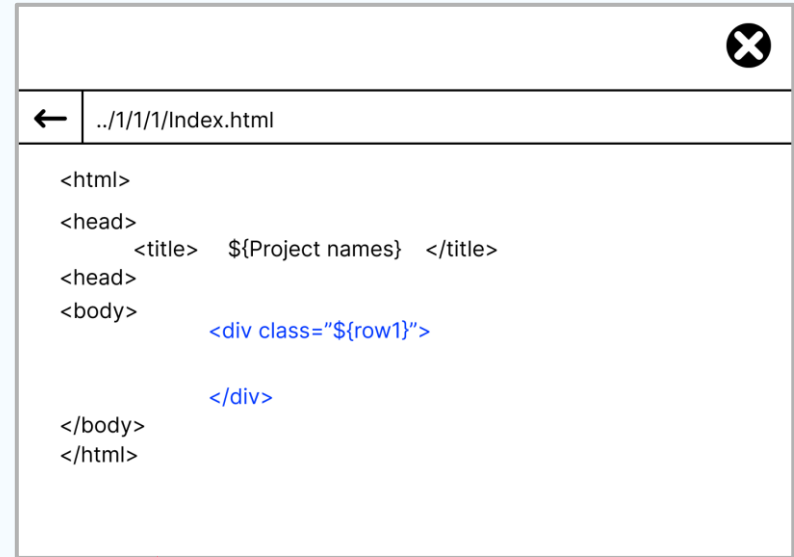 ../1/1/1/Index.html
<html>
<head>
<title> ${Project names} </title>
<head>
<body>
<div class=”${row1}”>
</div>
</body>
</html>